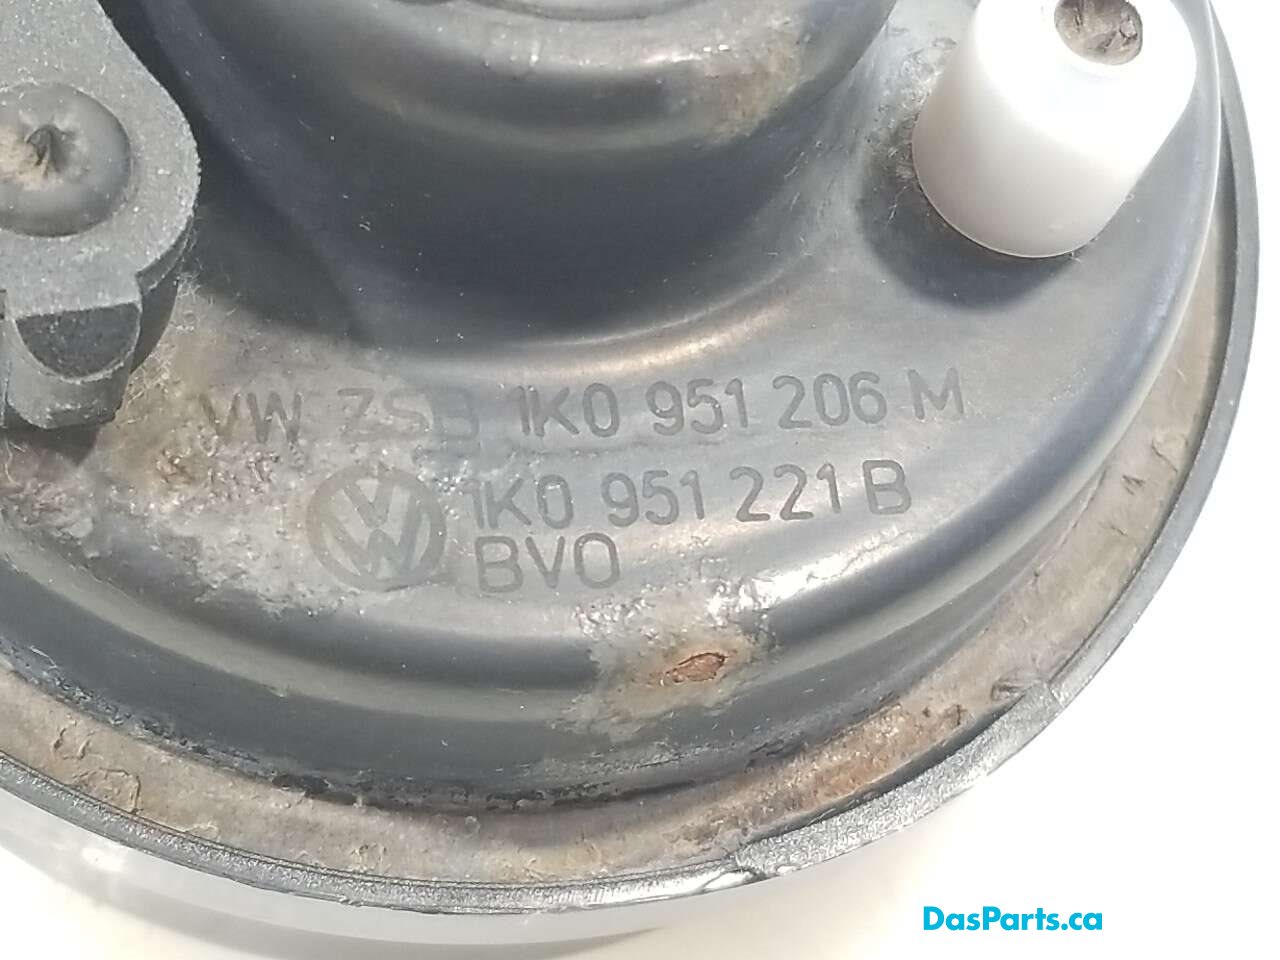 VW ZSB 1K0 951 206 M
1K0 951 221 B
BVO
DasParts.ca